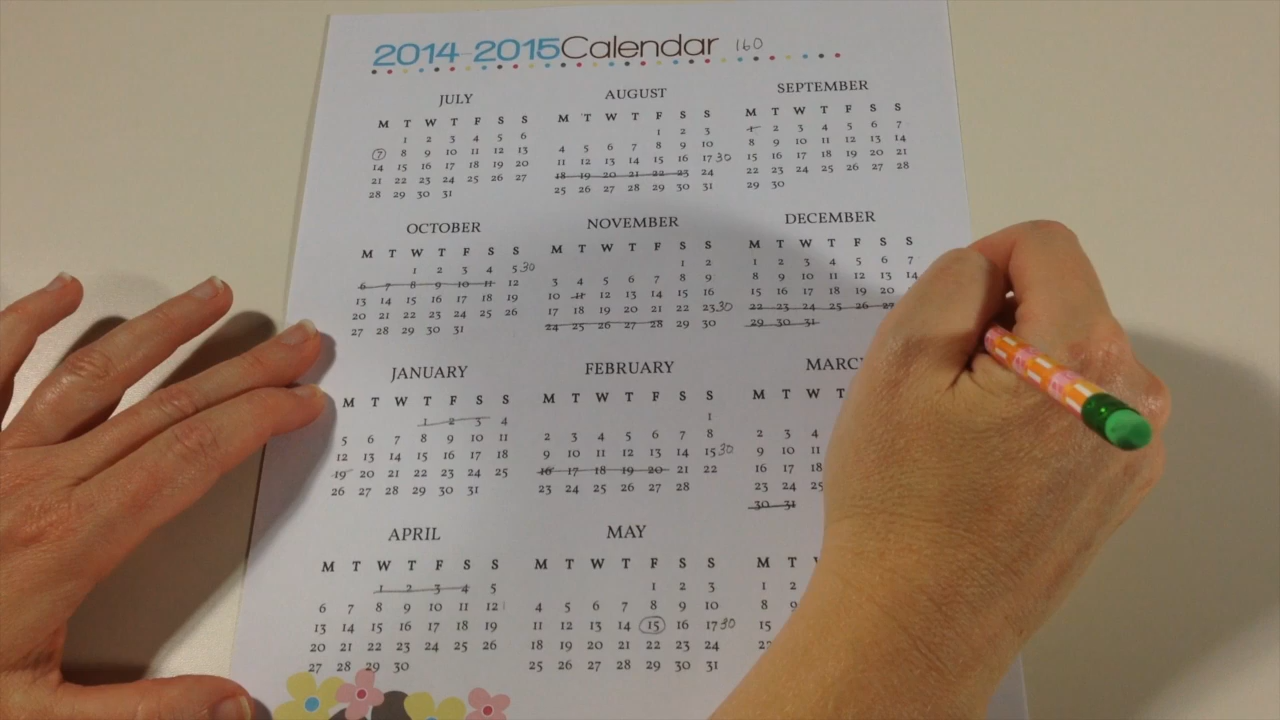 2014-2015 Calendar 160
JULY
M T W T F S S
1 2 3 4 5 6
7 8 9 10 11 12 13
14 15 16 17 18 19 20
21 22 23 24 25 26 27
28 29 30 31
AUGUST
M T W T F S S
1 2 3
4 5 6 7 8 9 10
11 12 13 14 15 16 17 30
18 19 20 21 22 23 24
25 26 27 28 29 30 31
SEPTEMBER
M T W T F S S
1 2 3 4 5 6 7
8 9 10 11 12 13 14
15 16 17 18 19 20 21
22 23 24 25 26 27 28
29 30
OCTOBER
M T W T F S S
1 2 3 4 5 30
6 7 8 9 10 11 12
13 14 15 16 17 18 19
20 21 22 23 24 25 26
27 28 29 30 31
NOVEMBER
M T W T F S S
1 2
3 4 5 6 7 8 9
10 11 12 13 14 15 16
17 18 19 20 21 22 23 30
24 25 26 27 28 29 30
DECEMBER
M T W T F S S
1 2 3 4 5 6 7
8 9 10 11 12 13 14
15 16 17 18 19 20
22 23 24 25 26 27
29 30 31
JANUARY
M T W T F S S
1 2 3 4
5 6 7 8 9 10 11
12 13 14 15 16 17 18
19 20 21 22 23 24 25
26 27 28 29 30 31
FEBRUARY
M T W T F S S
1
2 3 4 5 6 7 8
9 10 11 12 13 14 15 30
16 17 18 19 20 21 22
23 24 25 26 27 28
MARC
M T W
2 3 4
9 10 11
16 17 18
23 24 25
30 31
APRIL
M T W T F S S
1 2 3 4 5
6 7 8 9 10 11 12
13 14 15 16 17 18 19
20 21 22 23 24 25 26
27 28 29 30
MAY
M T W T F S S
1 2 3
4 5 6 7 8 9 10
11 12 13 14 15 16 17 30
18 19 20 21 22 23 24
25 26 27 28 29 30 31
M T W
1 2
8 9
15
22